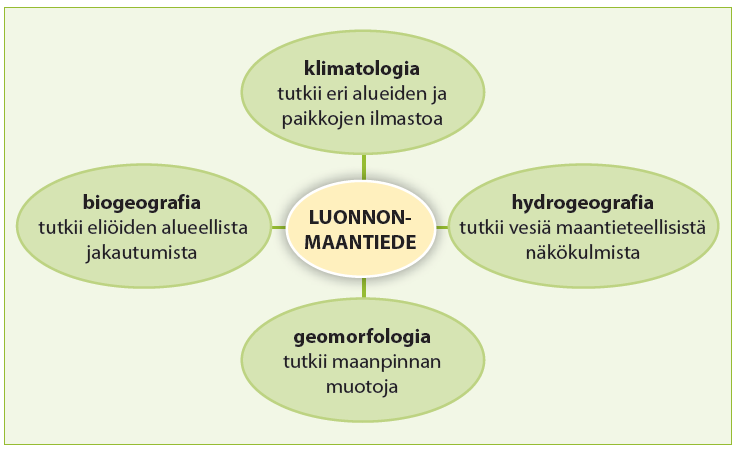 klimatologia
tutkii eri alueiden ja
paikkojen ilmastoa
biogeografia
tutkii eliöiden alueellista
jakautumista
LUONNON-
MAANTIEDE
hydrogeografia
tutkii vesiä maantieteellisistä
näkökulmista
geomorfologia
tutkii maanpinnan
muotoja